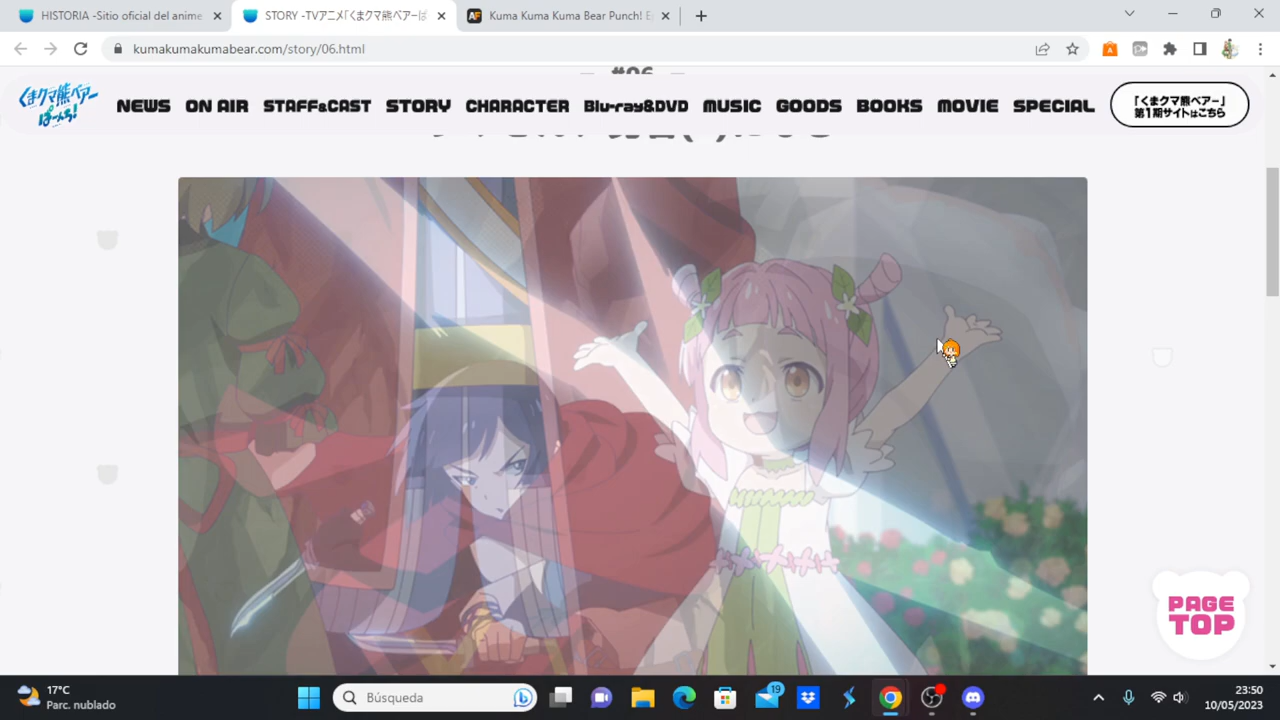 HISTORIA -Sitio oficial del anime
STORY -TVアニメ「くまクマ熊ベアーぱ
Kuma Kuma Kuma Bear Punch! E
kumakumakumabear.com/story/06.html
#06
くまクマ熊ベアー
ぱーんち!
NEWS ON AIR STAFF&CAST STORY CHARACTER Blu-ray&DVD MUSIC GOODS BOOKS MOVIE SPECIAL
「くまクマ熊ベアー」
第1期サイトはこちら
PAGE
TOP
17°C
Parc. nublado
Búsqueda
19
23:50
10/05/2023